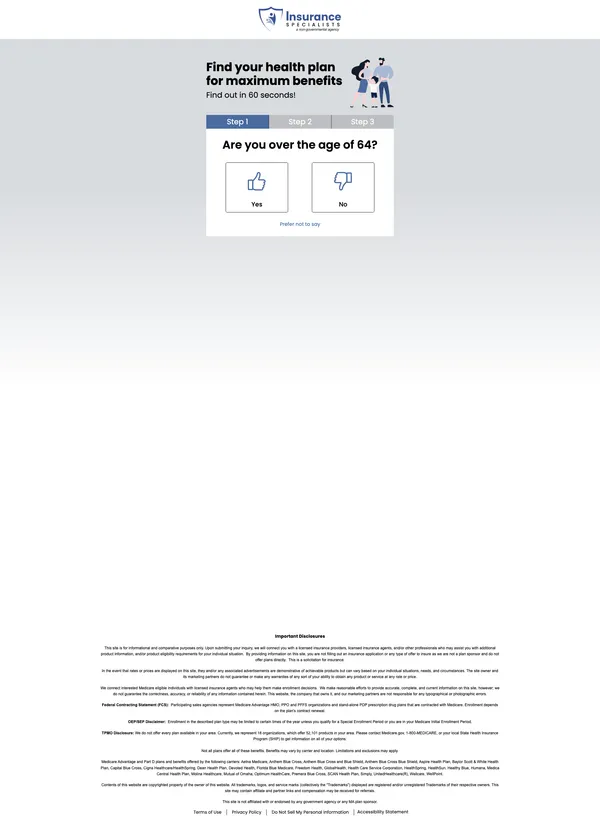 Insurance
SPECIALISTS
a non-governmental agency
Find your health plan
for maximum benefits
Find out in 60 seconds!
Step 1
Step 2
Step 3
Are you over the age of 64?
Yes
No
Prefer not to say
Important Disclosures
This site is for informational and comparative purposes only. Upon submitting your inquiry, we will connect you with a licensed insurance providers, licensed insurance agents, and/or other professionals who may assist you with additional
product information, and/or product eligibility requirements for your individual situation. By providing information on this site, you are not filling out an insurance application or any type of offer to insure as we are not a plan sponsor and do not
offer plans directly. This is a solicitation for insurance
In the event that rates or prices are displayed on this site, they and/or any associated advertisements are demonstrative of achievable products but can vary based on your individual situations, needs, and circumstances. The site owner and
its marketing partners do not guarantee or make any warranties of any sort of your ability to obtain any product or service at any rate or price.
We connect interested Medicare eligible individuals with licensed insurance agents who may help them make enrollment decisions. We make reasonable efforts to provide accurate, complete, and current information on this site, however; we
do not guarantee the correctness, accuracy, or reliability of any information contained herein. This website, the company that owns it, and our marketing partners are not responsible for any typographical or photographic errors.
Federal Contracting Statement (FCS): Participating sales agencies represent Medicare Advantage HMO, PPO and PFFS organizations and stand-alone PDP prescription drug plans that are contracted with Medicare. Enrollment depends
on the plan's contract renewal.
OEP/SEP Disclaimer: Enrollment in the described plan type may be limited to certain times of the year unless you qualify for a Special Enrollment Period or you are in your Medicare Initial Enrollment Period.
TPMO Disclosure: We do not offer every plan available in your area. Currently, we represent 18 organizations, which offer 52,101 products in your area. Please contact Medicare.gov, 1-800-MEDICARE, or your local State Health Insurance
Program (SHIP) to get information on all of your options.
Not all plans offer all of these benefits. Benefits may vary by carrier and location. Limitations and exclusions may apply.
Medicare Advantage and Part D plans and benefits offered by the following carriers: Aetna Medicare, Anthem Blue Cross, Anthem Blue Cross and Blue Shield, Anthem Blue Cross Blue Shield, Aspire Health Plan, Baylor Scott & White Health
Plan, Capital Blue Cross, Cigna Healthcare/HealthSpring, Dean Health Plan, Devoted Health, Florida Blue Medicare, Freedom Health, GlobalHealth, Health Care Service Corporation, HealthSpring, HealthSun, Healthy Blue, Humana, Medica
Central Health Plan, Molina Healthcare, Mutual of Omaha, Optimum HealthCare, Premera Blue Cross, SCAN Health Plan, Simply, UnitedHealthcare(R), Wellcare, WellPoint.
Contents of this website are copyrighted property of the owner of this website. All trademarks, logos, and service marks (collectively the "Trademarks") displayed are registered and/or unregistered Trademarks of their respective owners. This
site may contain affiliate and partner links and compensation may be received for referrals.
This site is not affiliated with or endorsed by any government agency or any MA plan sponsor.
Terms of Use | Privacy Policy | Do Not Sell My Personal Information | Accessibility Statement